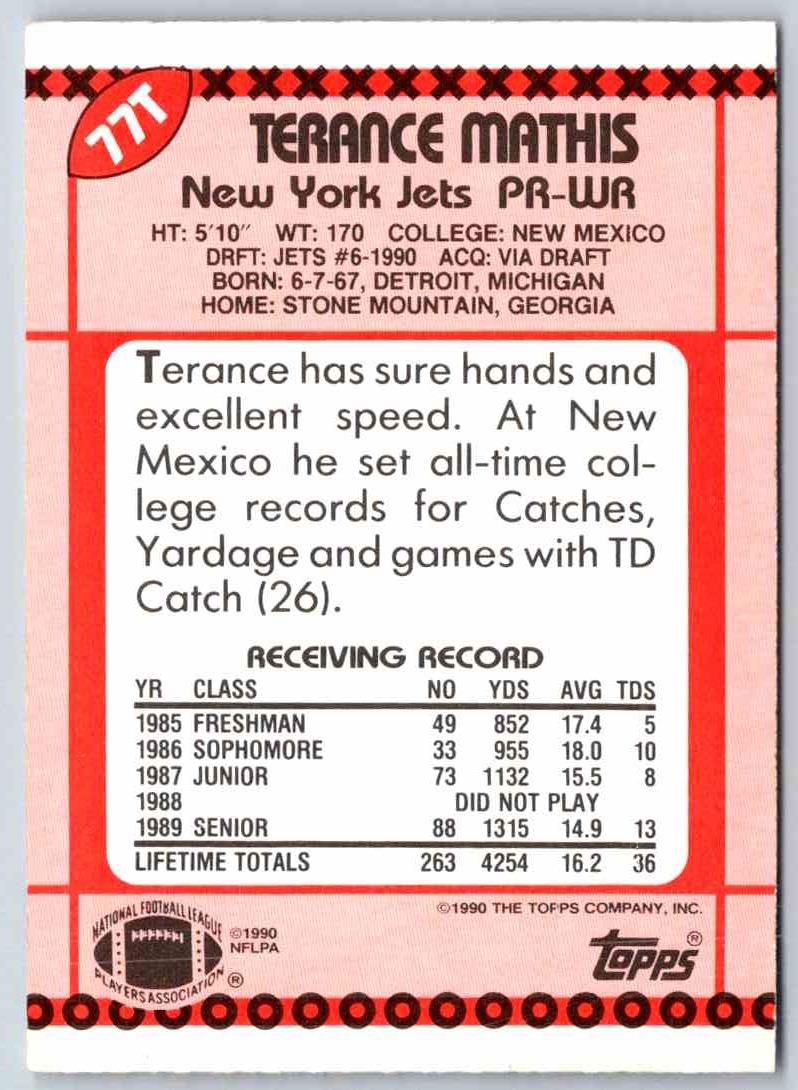 77T
TERANCE MATHIS
New York Jets PR-WR
HT: 5'10" WT: 170 COLLEGE: NEW MEXICO
DRFT: JETS #6-1990 ACQ: VIA DRAFT
BORN: 6-7-67, DETROIT, MICHIGAN
HOME: STONE MOUNTAIN, GEORGIA
Terance has sure hands and
excellent speed. At New
Mexico he set all-time col-
lege records for Catches,
Yardage and games with TD
Catch (26).
RECEIVING RECORD
YR CLASS NO YDS AVG TDS
1985 FRESHMAN 49 852 17.4 5
1986 SOPHOMORE 33 955 18.0 10
1987 JUNIOR 73 1132 15.5 8
1988 DID NOT PLAY
1989 SENIOR 88 1315 14.9 13
LIFETIME TOTALS 263 4254 16.2 36
©1990 THE TOPPS COMPANY, INC.
NATIONAL FOOTBALL LEAGUE
PLAYERS ASSOCIATION ®
©1990
NFLPA
topps ®